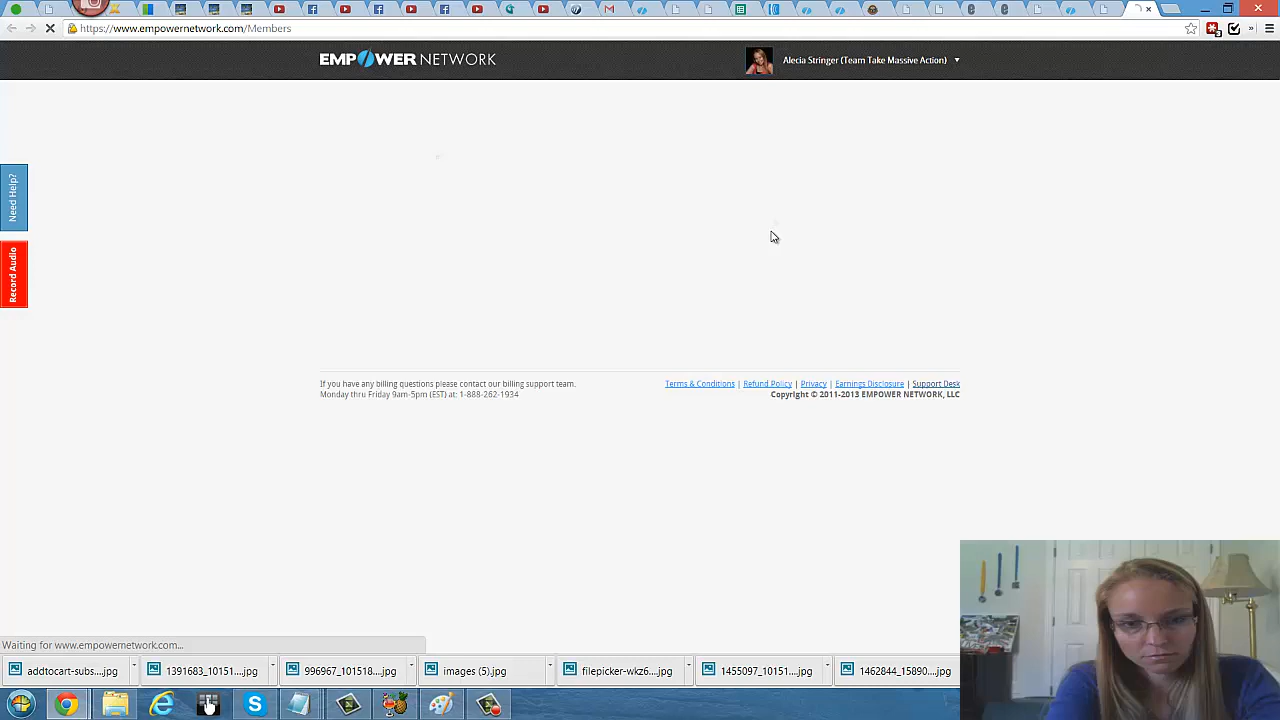 https://www.empowernetwork.com/Members
EMPOWER NETWORK
Alecia Stringer (Team Take Massive Action)
Need Help?
Record Audio
If you have any billing questions please contact our billing support team.
Monday thru Friday 9am-5pm (EST) at: 1-888-262-1934
Terms & Conditions | Refund Policy | Privacy | Earnings Disclosure | Support Desk
Copyright © 2011-2013 EMPOWER NETWORK, LLC
Waiting for www.empowernetwork.com...
addtocart-subs....jpg
1391683_10151....jpg
996967_101518....jpg
images (5).jpg
filepicker-wkz6....jpg
1455097_10151....jpg
1462844_15890....jpg